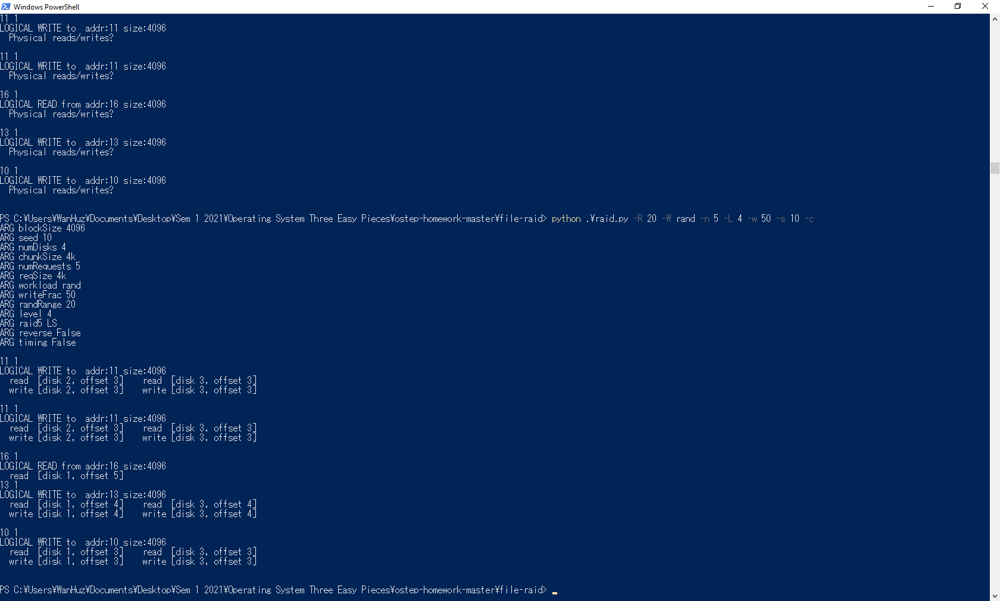 Windows PowerShell
11 1
LOGICAL WRITE to  addr:11 size:4096
  Physical reads/writes?
11 1
LOGICAL WRITE to  addr:11 size:4096
  Physical reads/writes?
16 1
LOGICAL READ from addr:16 size:4096
  Physical reads/writes?
13 1
LOGICAL WRITE to  addr:13 size:4096
  Physical reads/writes?
10 1
LOGICAL WRITE to  addr:10 size:4096
  Physical reads/writes?
PS C:¥Users¥WanHuz¥Documents¥Desktop¥Sem 1 2021¥Operating System Three Easy Pieces¥ostep-homework-master¥file-raid> python .¥raid.py -R 20 -W rand -n 5 -L 4 -w 50 -s 10 -c
ARG blockSize 4096
ARG seed 10
ARG numDisks 4
ARG chunkSize 4k
ARG numRequests 5
ARG reqSize 4k
ARG workload rand
ARG writeFrac 50
ARG randRange 20
ARG level 4
ARG raid5 LS
ARG reverse False
ARG timing False
11 1
LOGICAL WRITE to  addr:11 size:4096
  read  [disk 2, offset 3]    read  [disk 3, offset 3]
  write [disk 2, offset 3]    write [disk 3, offset 3]
11 1
LOGICAL WRITE to  addr:11 size:4096
  read  [disk 2, offset 3]    read  [disk 3, offset 3]
  write [disk 2, offset 3]    write [disk 3, offset 3]
16 1
LOGICAL READ from addr:16 size:4096
  read  [disk 1, offset 5]
13 1
LOGICAL WRITE to  addr:13 size:4096
  read  [disk 1, offset 4]    read  [disk 3, offset 4]
  write [disk 1, offset 4]    write [disk 3, offset 4]
10 1
LOGICAL WRITE to  addr:10 size:4096
  read  [disk 1, offset 3]    read  [disk 3, offset 3]
  write [disk 1, offset 3]    write [disk 3, offset 3]
PS C:¥Users¥WanHuz¥Documents¥Desktop¥Sem 1 2021¥Operating System Three Easy Pieces¥ostep-homework-master¥file-raid>